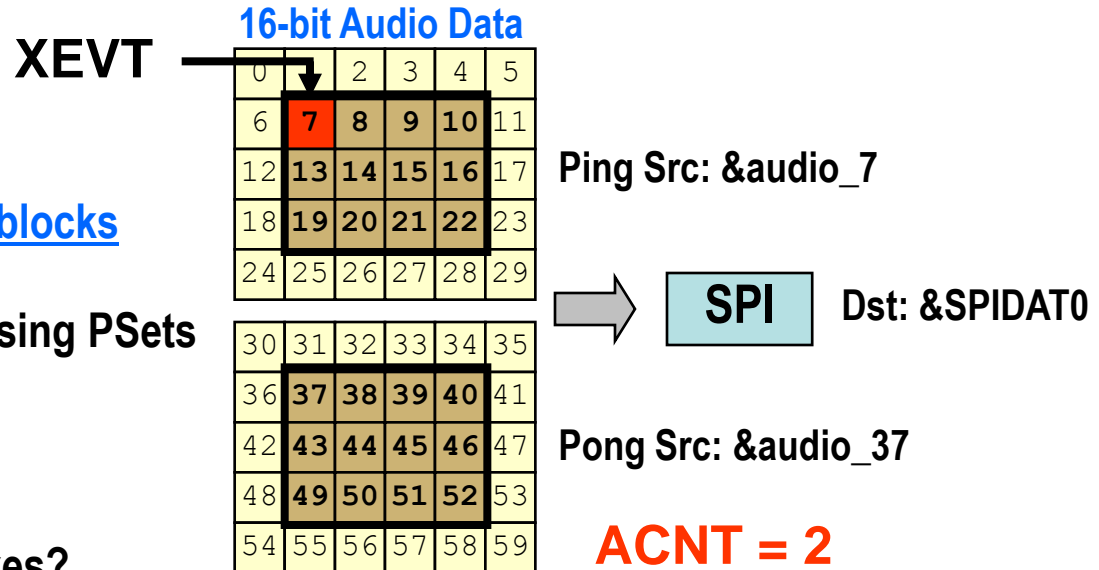 16-bit Audio Data
XEVT
0 2 3 4 5
6 7 8 9 10 11
12 13 14 15 16 17
18 19 20 21 22 23
24 25 26 27 28 29
Ping Src: &audio_7
blocks
SPI
Dst: &SPIDAT0
sing PSets
30 31 32 33 34 35
36 37 38 39 40 41
42 43 44 45 46 47
48 49 50 51 52 53
54 55 56 57 58 59
Pong Src: &audio_37
ACNT = 2